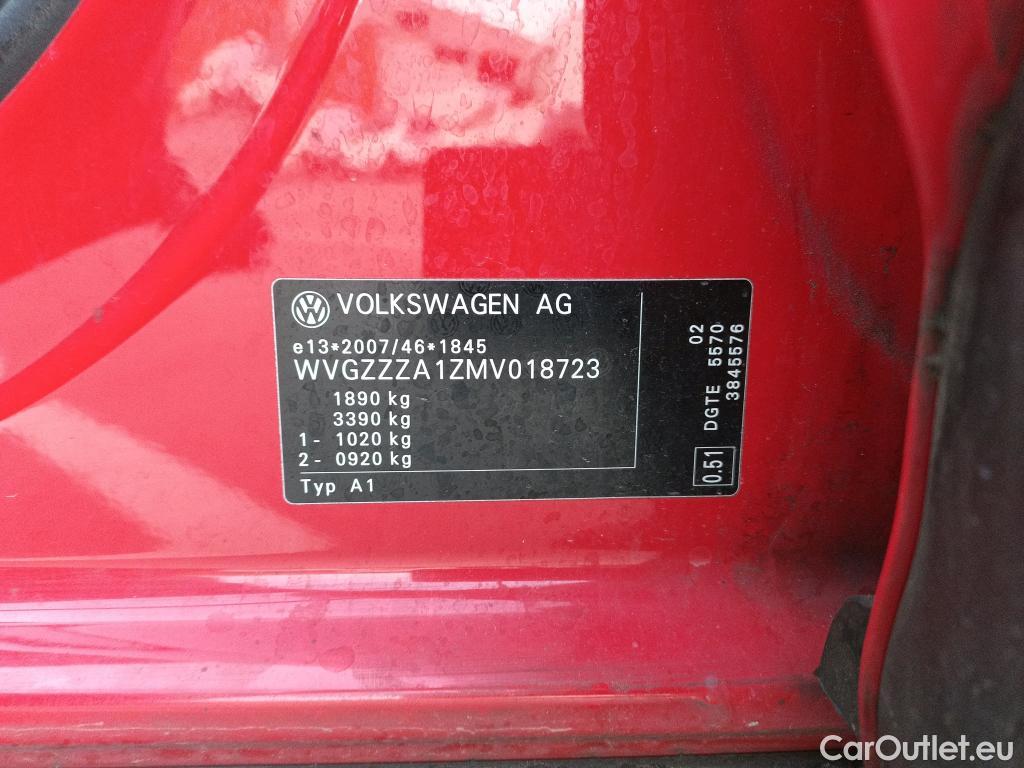 VOLKSWAGEN AG
e13*2007/46*1845
WVGZZZA1ZMV018723
1890 kg
3390 kg
1- 1020 kg
2- 0920 kg
Typ A1
02
0.51 DGTE 5570
3845576
CarOutlet.eu